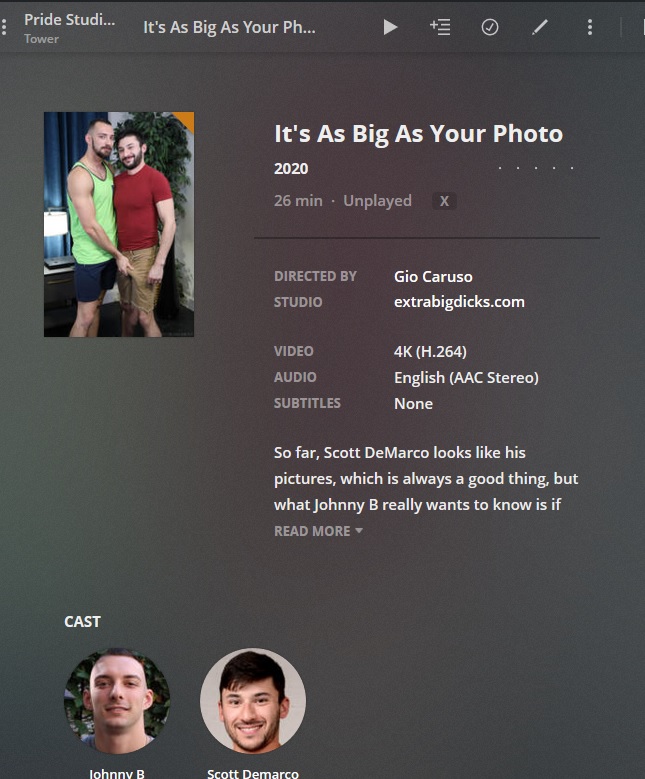 Pride Studi...
Tower
It's As Big As Your Ph...
It's As Big As Your Photo
2020
26 min · Unplayed X
DIRECTED BY Gio Caruso
STUDIO extrabigdicks.com
VIDEO 4K (H.264)
AUDIO English (AAC Stereo)
SUBTITLES None
So far, Scott DeMarco looks like his
pictures, which is always a good thing, but
what Johnny B really wants to know is if
READ MORE
CAST
Johnny B Scott Demarco